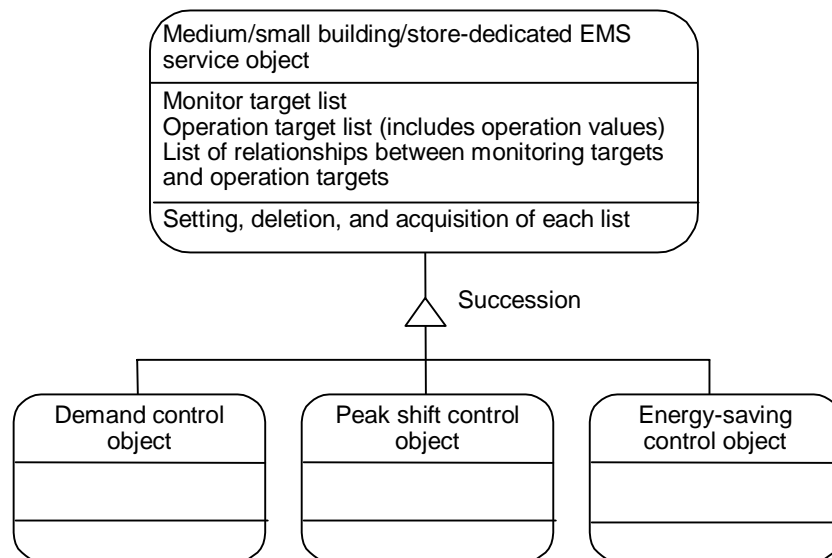 Medium/small building/store-dedicated EMS
service object
Monitor target list
Operation target list (includes operation values)
List of relationships between monitoring targets
and operation targets
Setting, deletion, and acquisition of each list
Succession
Demand control
object
Peak shift control
object
Energy-saving
control object